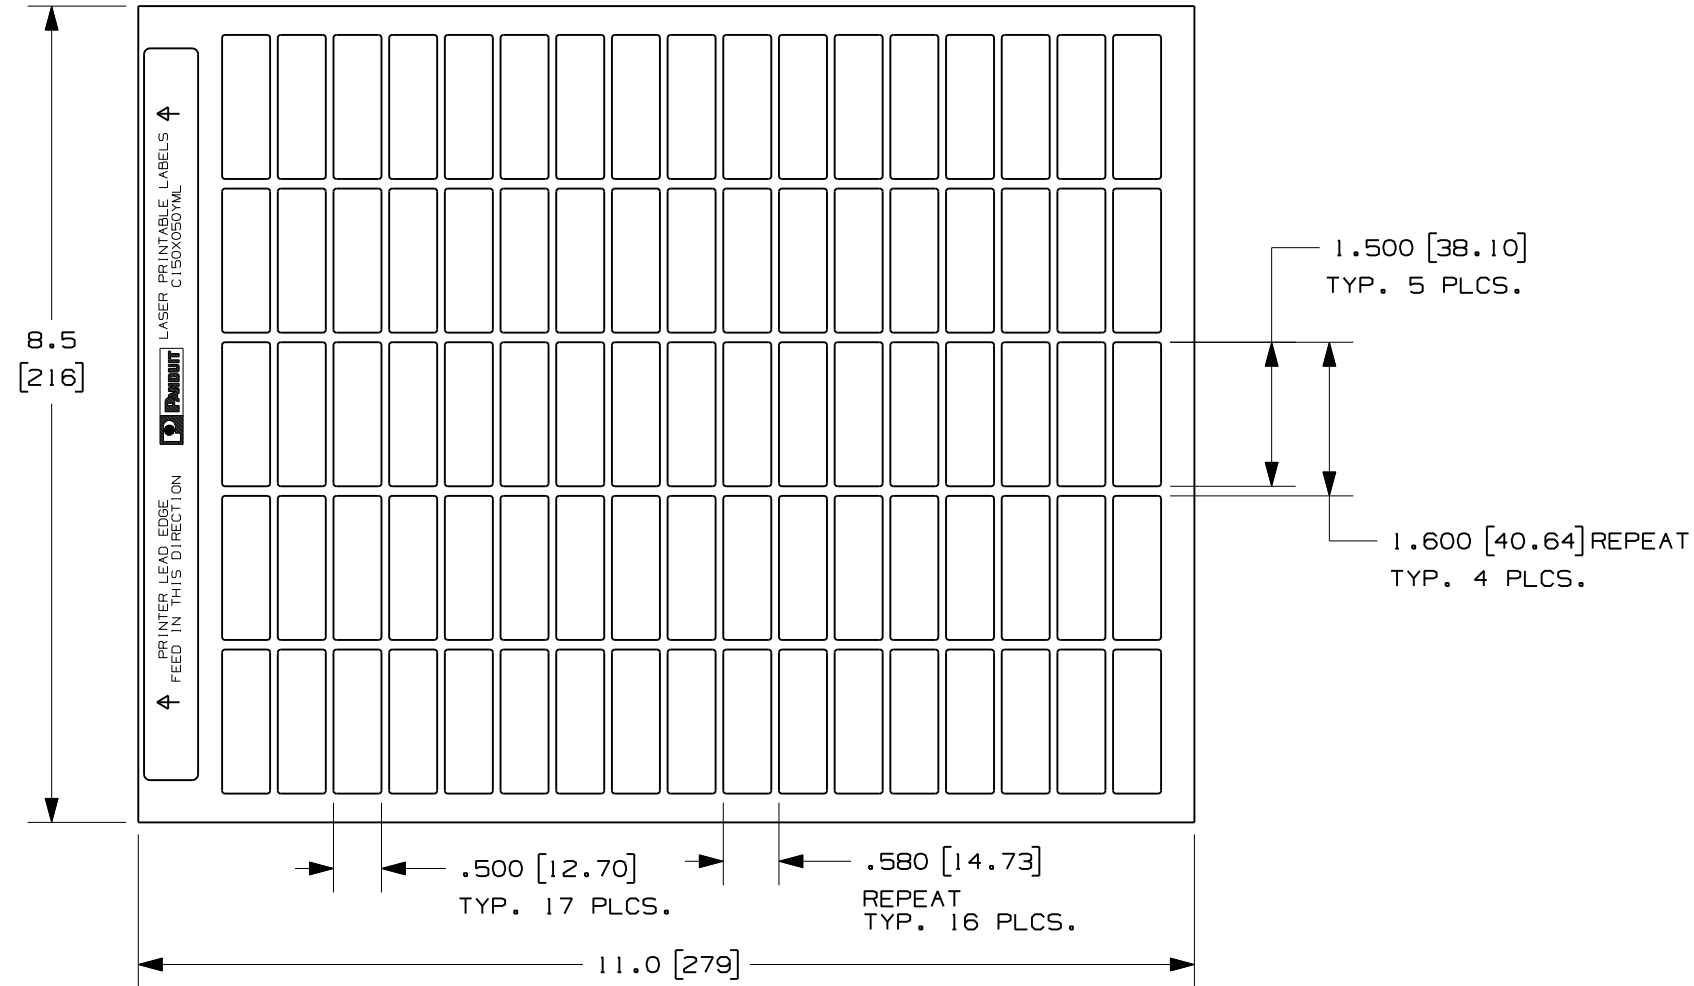 8.5
[216]
PRINTER LEAD EDGE
FEED IN THIS DIRECTION
PANDUIT
LASER PRINTABLE LABELS
C150X050YML
1.500 [38.10]
TYP. 5 PLCS.
1.600 [40.64] REPEAT
TYP. 4 PLCS.
.500 [12.70]
TYP. 17 PLCS.
.580 [14.73]
REPEAT
TYP. 16 PLCS.
11.0 [279]